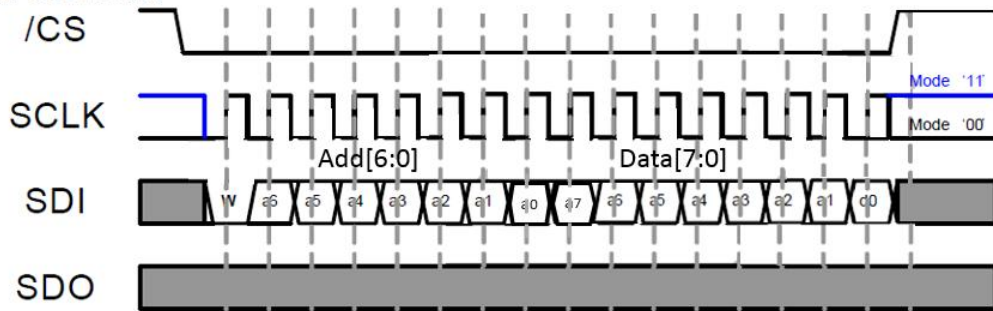 /CS
Mode '11'
SCLK
Mode '00'
Add[6:0] Data[7:0]
SDI W a6 a5 a4 a3 a2 a1 a0 a7 a6 a5 a4 a3 a2 a1 d0
SDO